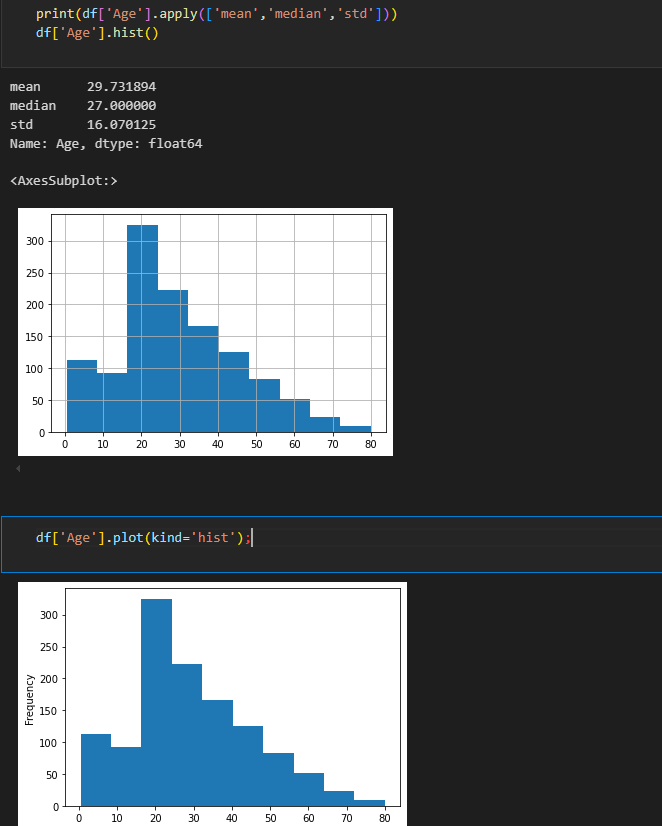 print(df['Age'].apply(['mean','median','std']))
df['Age'].hist()
mean      29.731894
median    27.000000
std       16.070125
Name: Age, dtype: float64
<AxesSubplot:>
300
250
200
150
100
50
0
0 10 20 30 40 50 60 70 80
df['Age'].plot(kind='hist');
300
250
200
150
100
50
0
Frequency
0 10 20 30 40 50 60 70 80